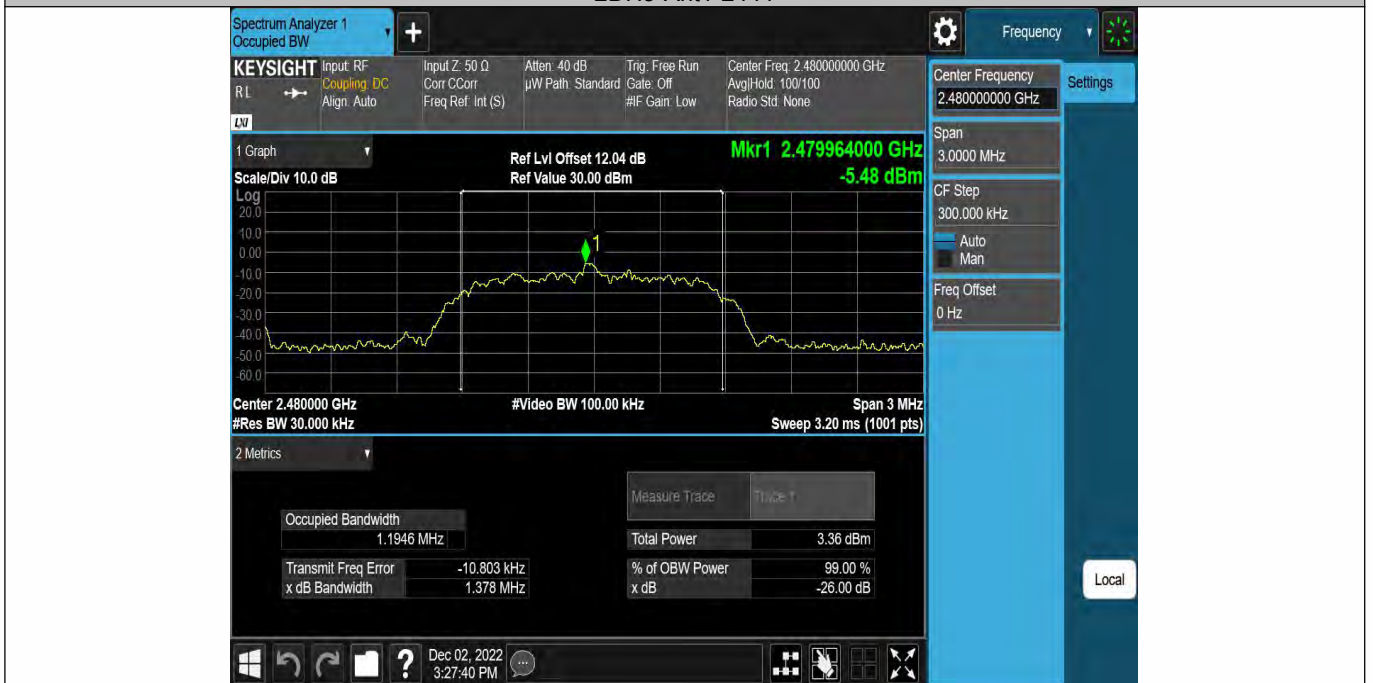 Spectrum Analyzer 1
Occupied BW
Frequency
KEYSIGHT
RL
LXI
Input: RF
Coupling: DC
Align: Auto
Input Z: 50 Ω
Corr CCorr
Freq Ref: Int (S)
Atten: 40 dB
µW Path: Standard
Trig: Free Run
Gate: Off
#IF Gain: Low
Center Freq: 2.480000000 GHz
Avg|Hold: 100/100
Radio Std: None
Center Frequency
2.480000000 GHz
Settings
Span
3.0000 MHz
CF Step
300.000 kHz
Auto
Man
Freq Offset
0 Hz
1 Graph
Scale/Div 10.0 dB
Ref Lvl Offset 12.04 dB
Ref Value 30.00 dBm
Mkr1 2.479964000 GHz
-5.48 dBm
Log
20.0
10.0
0.00
-10.0
-20.0
-30.0
-40.0
-50.0
-60.0
1
Center 2.480000 GHz
#Video BW 100.00 kHz
Span 3 MHz
#Res BW 30.000 kHz
Sweep 3.20 ms (1001 pts)
2 Metrics
Measure Trace
Trace 1
Occupied Bandwidth
1.1946 MHz
Total Power 3.36 dBm
Transmit Freq Error -10.803 kHz
% of OBW Power 99.00 %
x dB Bandwidth 1.378 MHz
x dB -26.00 dB
Local
?
Dec 02, 2022
3:27:40 PM